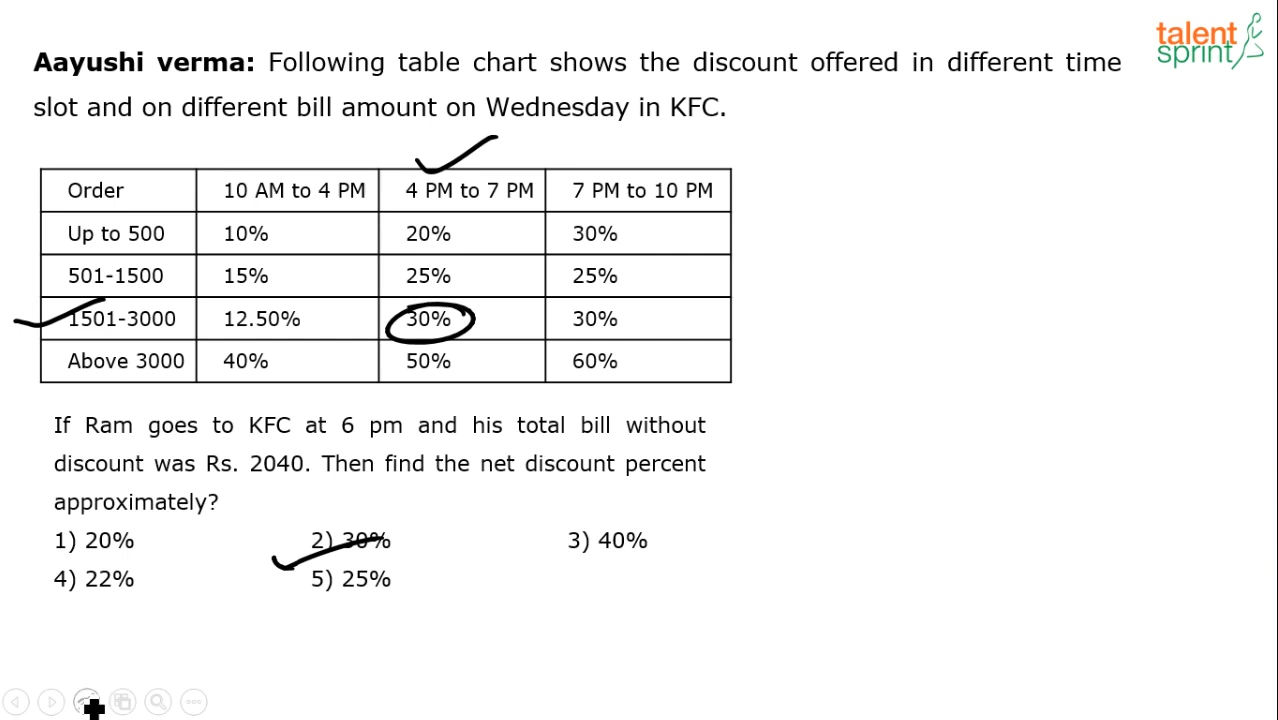 talent
sprint
Aayushi verma: Following table chart shows the discount offered in different time
slot and on different bill amount on Wednesday in KFC.
Order 10 AM to 4 PM 4 PM to 7 PM 7 PM to 10 PM
Up to 500 10% 20% 30%
501-1500 15% 25% 25%
1501-3000 12.50% 30% 30%
Above 3000 40% 50% 60%
If Ram goes to KFC at 6 pm and his total bill without
discount was Rs. 2040. Then find the net discount percent
approximately?
1) 20% 2) 30% 3) 40%
4) 22% 5) 25%